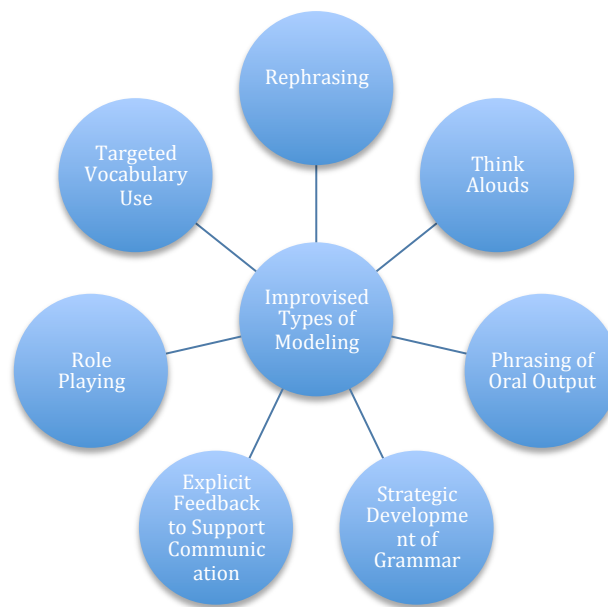 Rephrasing
Think
Alouds
Phrasing of
Oral Output
Strategic
Developme
nt of
Grammar
Explicit
Feedback
to Support
Communic
ation
Role
Playing
Targeted
Vocabulary
Use
Improvised
Types of
Modeling